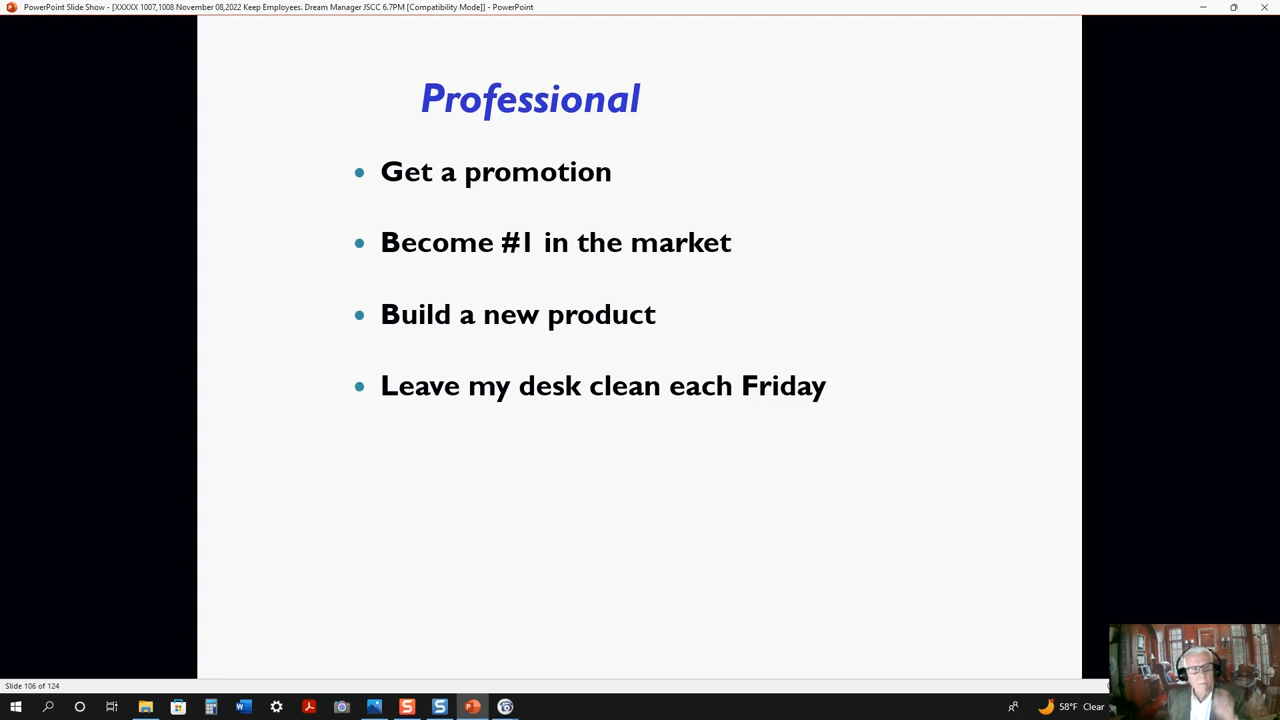 PowerPoint Slide Show - [XXXXX 1007,1008 November 08,2022 Keep Employees. Dream Manager JSCC 6.7PM [Compatibility Mode]] - PowerPoint
Professional
• Get a promotion
• Become #1 in the market
• Build a new product
• Leave my desk clean each Friday
Slide 106 of 124
58°F Clear